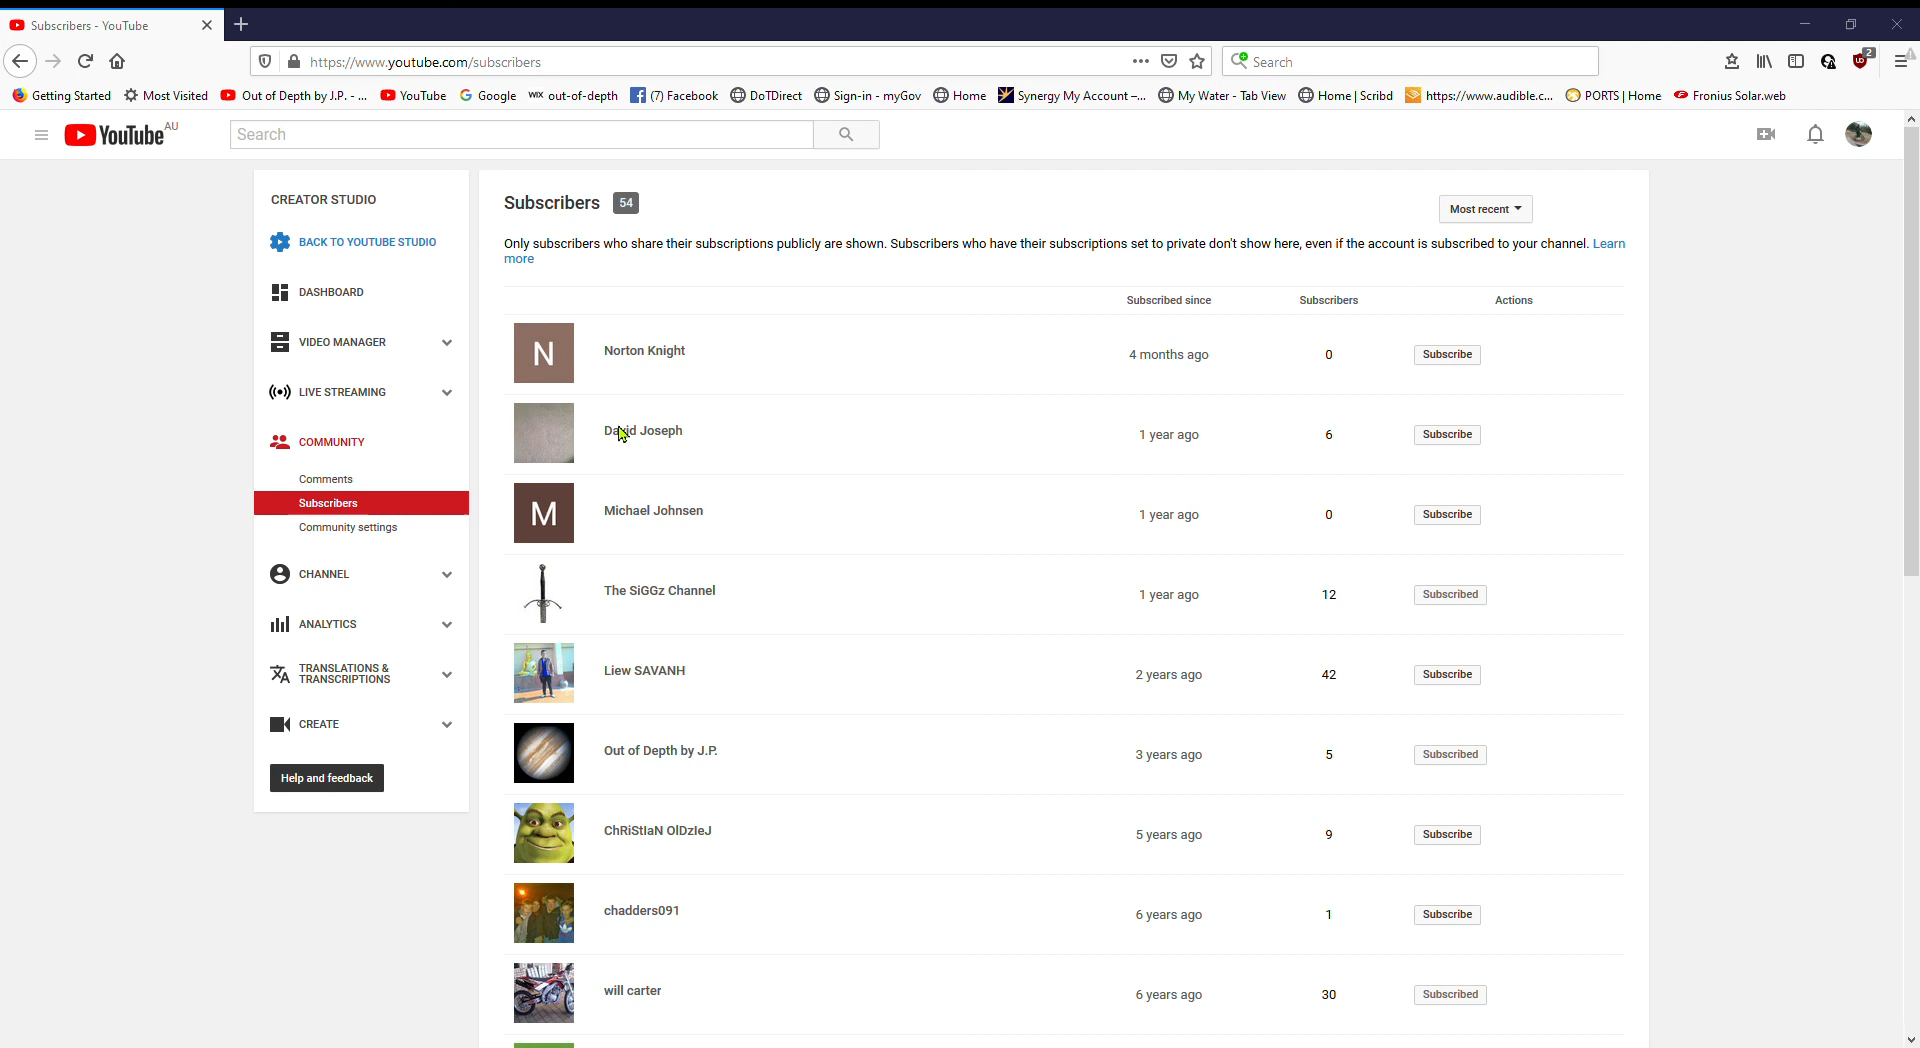 Subscribers - YouTube
https://www.youtube.com/subscribers
Search
2
Getting Started Most Visited Out of Depth by J.P. - ... YouTube Google WIX out-of-depth (7) Facebook DoTDirect Sign-in - myGov Home Synergy My Account –... My Water - Tab View Home | Scribd https://www.audible.c... PORTS | Home Fronius Solar.web
YouTube AU
Search
CREATOR STUDIO
BACK TO YOUTUBE STUDIO
DASHBOARD
VIDEO MANAGER
LIVE STREAMING
COMMUNITY
Comments
Subscribers
Community settings
CHANNEL
ANALYTICS
TRANSLATIONS &
TRANSCRIPTIONS
CREATE
Help and feedback
Subscribers 54
Most recent
Only subscribers who share their subscriptions publicly are shown. Subscribers who have their subscriptions set to private don't show here, even if the account is subscribed to your channel. Learn
more
Subscribed since Subscribers Actions
N Norton Knight 4 months ago 0 Subscribe
David Joseph 1 year ago 6 Subscribe
M Michael Johnsen 1 year ago 0 Subscribe
The SiGGz Channel 1 year ago 12 Subscribed
Liew SAVANH 2 years ago 42 Subscribe
Out of Depth by J.P. 3 years ago 5 Subscribed
ChRiStIaN OlDzIeJ 5 years ago 9 Subscribe
chadders091 6 years ago 1 Subscribe
will carter 6 years ago 30 Subscribed